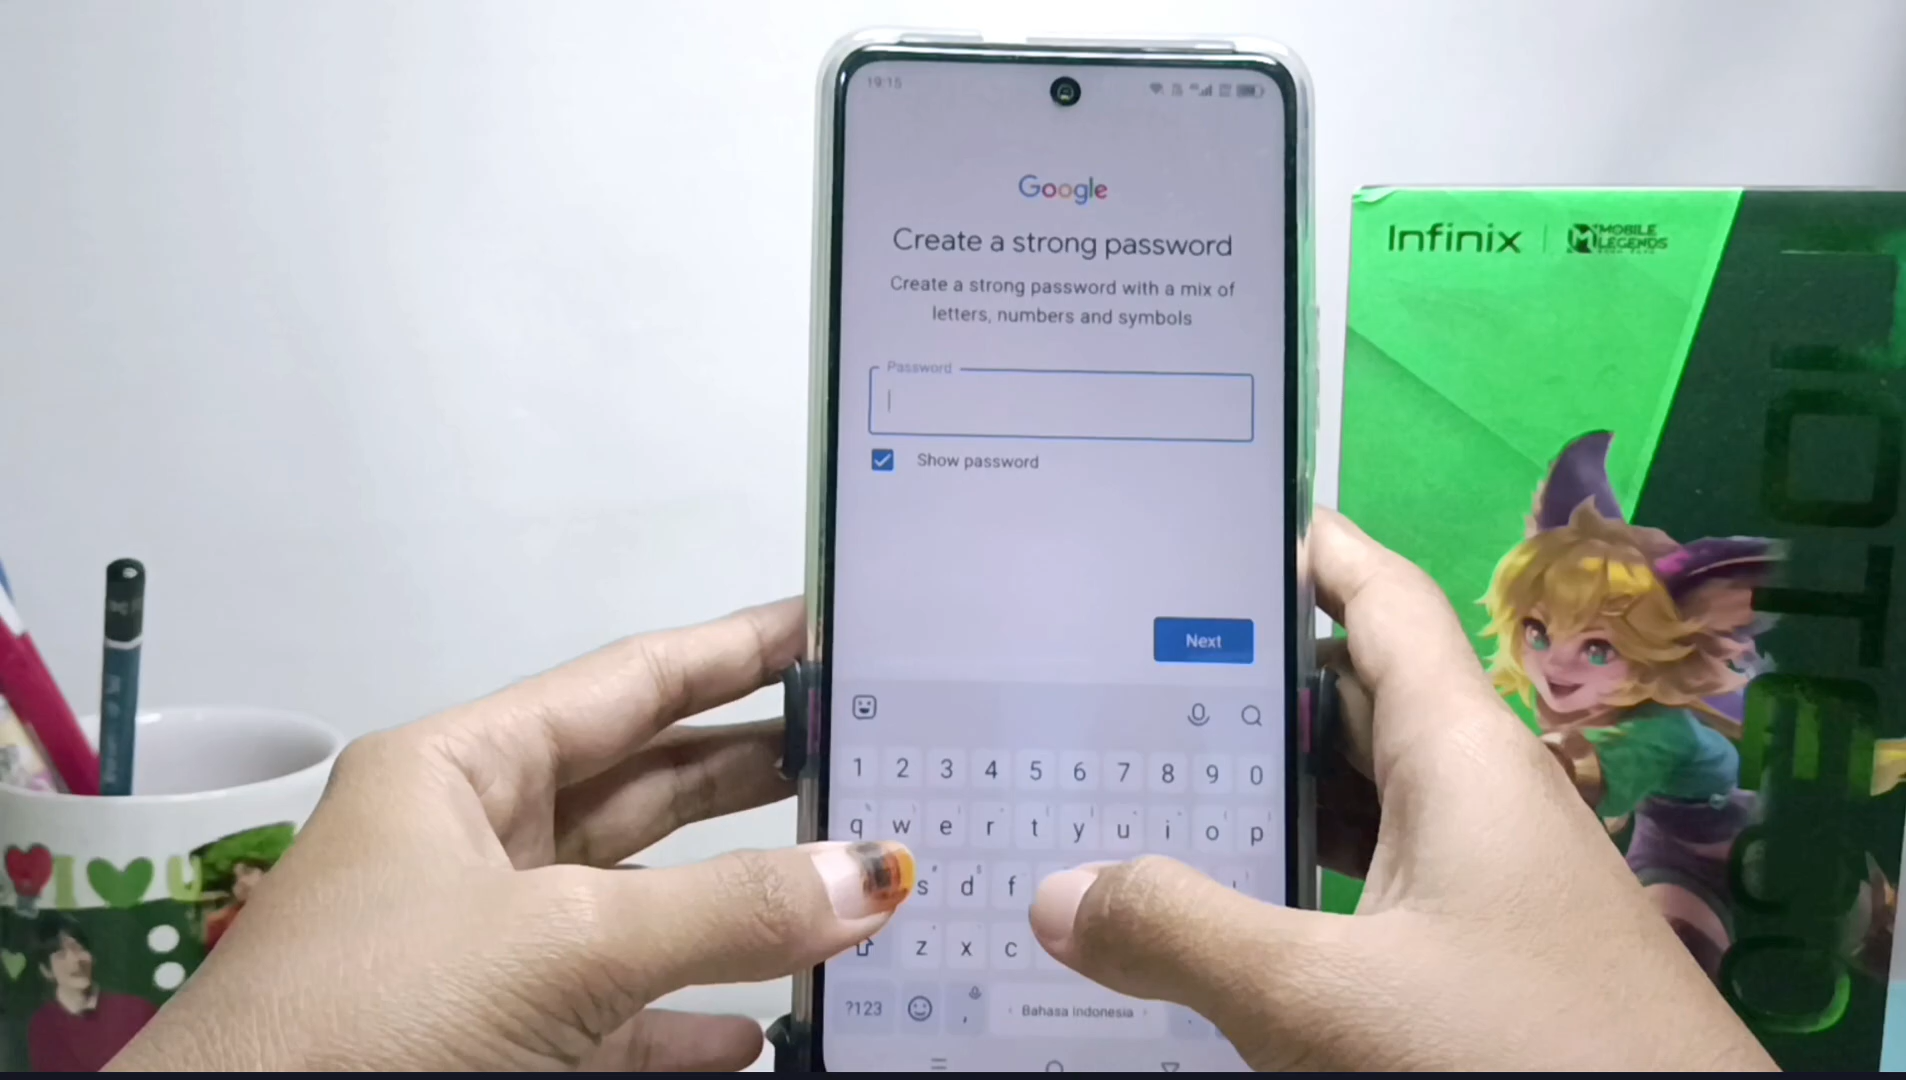 19:15
Google
Create a strong password
Create a strong password with a mix of
letters, numbers and symbols
Password
Show password
Next
1 2 3 4 5 6 7 8 9 0
q w e r t y u i o p
s d f
z x c
?123 , Bahasa Indonesia .
Infinix
MOBILE
LEGENDS
I U